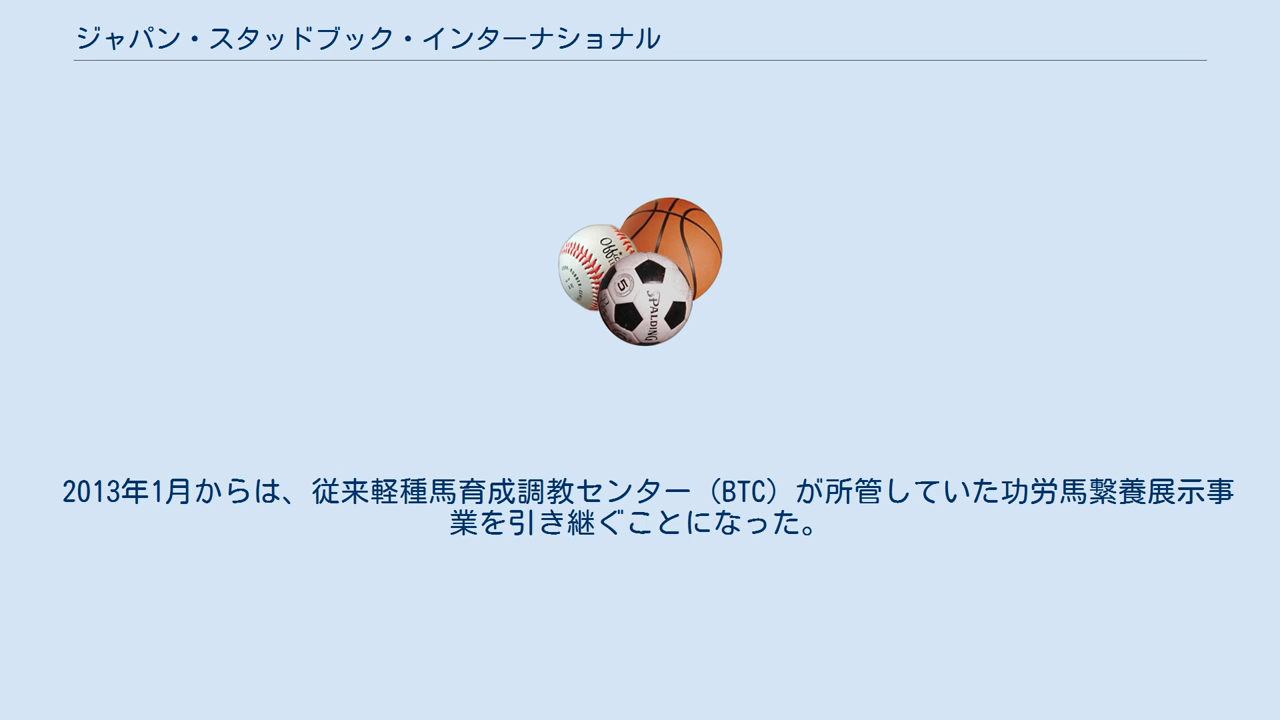 ジャパン・スタッドブック・インターナショナル
Offic
5
SPALDING
2013年1月からは、従来軽種馬育成調教センター（BTC）が所管していた功労馬繋養展示事
業を引き継ぐことになった。